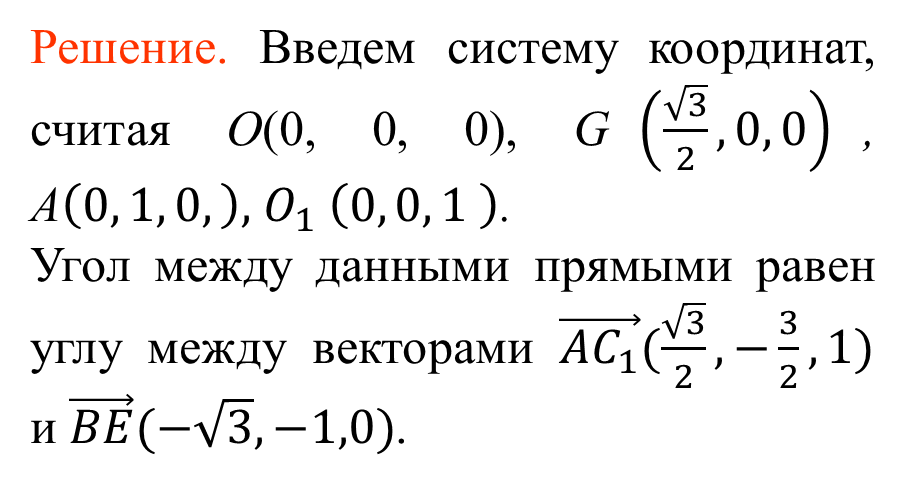 Решение. Введем систему координат,
считая O(0, 0, 0), G (√3/2, 0, 0) ,
A(0, 1, 0, ), O₁ (0, 0, 1 ).
Угол между данными прямыми равен
углу между векторами AC₁→(√3/2, −3/2, 1)
и BE→(−√3, −1,0).